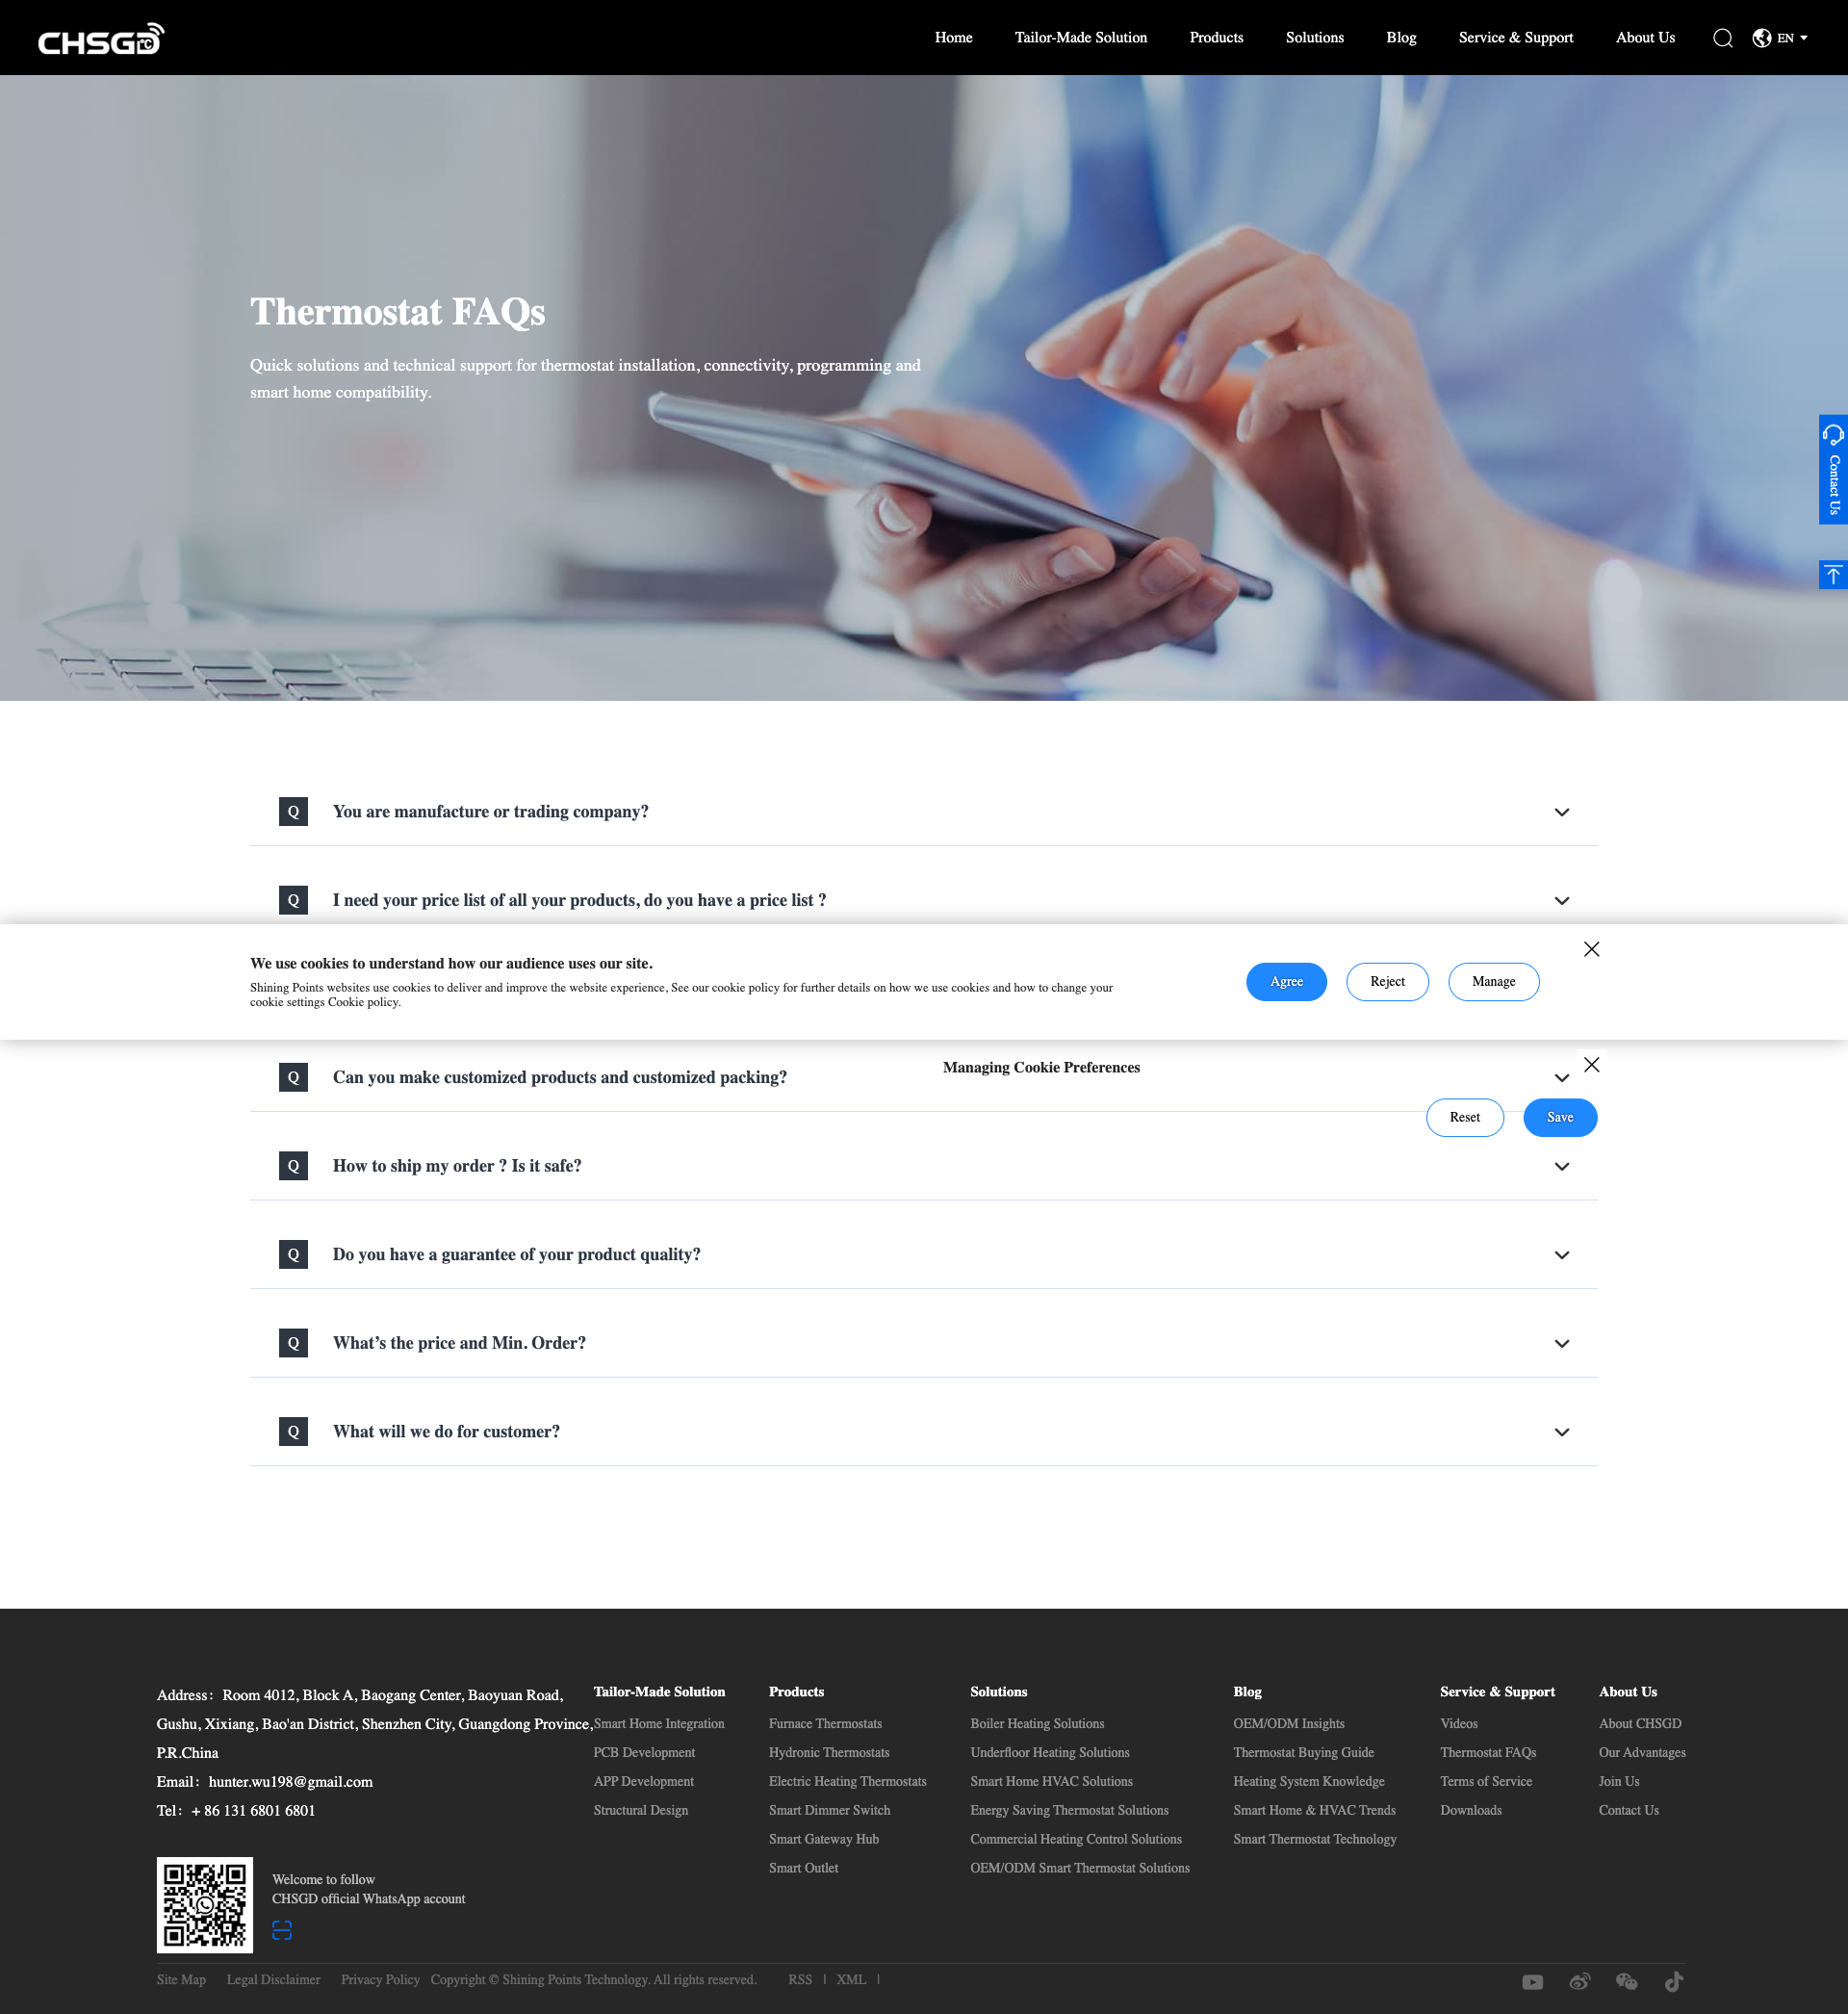 CHSGD
Home
Tailor-Made Solution
Products
Solutions
Blog
Service & Support
About Us
EN
Thermostat FAQs
Quick solutions and technical support for thermostat installation, connectivity, programming and
smart home compatibility.
Contact Us
Q You are manufacture or trading company?
Q I need your price list of all your products, do you have a price list ?
We use cookies to understand how our audience uses our site.
Shining Points websites use cookies to deliver and improve the website experience, See our cookie policy for further details on how we use cookies and how to change your
cookie settings Cookie policy.
Agree
Reject
Manage
Managing Cookie Preferences
Q Can you make customized products and customized packing?
Reset
Save
Q How to ship my order ? Is it safe?
Q Do you have a guarantee of your product quality?
Q What’s the price and Min. Order?
Q What will we do for customer?
Address： Room 4012, Block A, Baogang Center, Baoyuan Road,
Gushu, Xixiang, Bao'an District, Shenzhen City, Guangdong Province,
P.R.China
Email： hunter.wu198@gmail.com
Tel： + 86 131 6801 6801
Welcome to follow
CHSGD official WhatsApp account
Tailor-Made Solution
Smart Home Integration
PCB Development
APP Development
Structural Design
Products
Furnace Thermostats
Hydronic Thermostats
Electric Heating Thermostats
Smart Dimmer Switch
Smart Gateway Hub
Smart Outlet
Solutions
Boiler Heating Solutions
Underfloor Heating Solutions
Smart Home HVAC Solutions
Energy Saving Thermostat Solutions
Commercial Heating Control Solutions
OEM/ODM Smart Thermostat Solutions
Blog
OEM/ODM Insights
Thermostat Buying Guide
Heating System Knowledge
Smart Home & HVAC Trends
Smart Thermostat Technology
Service & Support
Videos
Thermostat FAQs
Terms of Service
Downloads
About Us
About CHSGD
Our Advantages
Join Us
Contact Us
Site Map Legal Disclaimer Privacy Policy Copyright © Shining Points Technology. All rights reserved. RSS | XML |